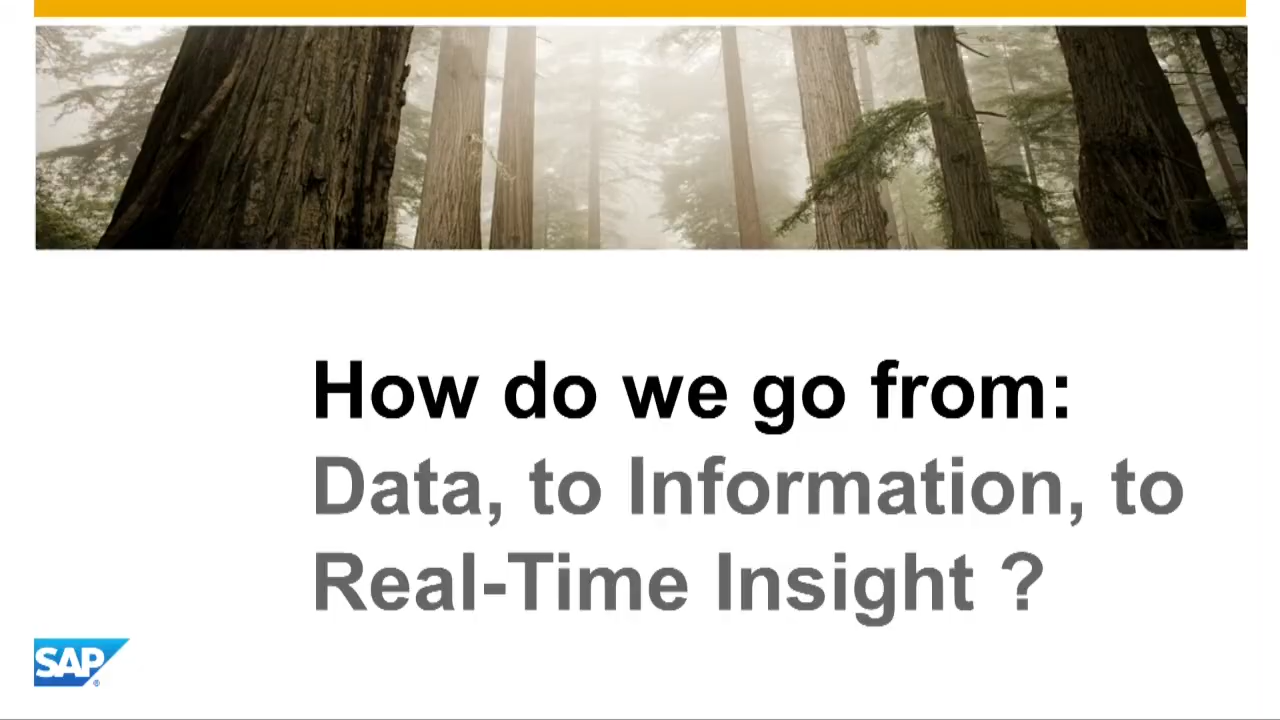 How do we go from:
Data, to Information, to
Real-Time Insight ?
SAP®